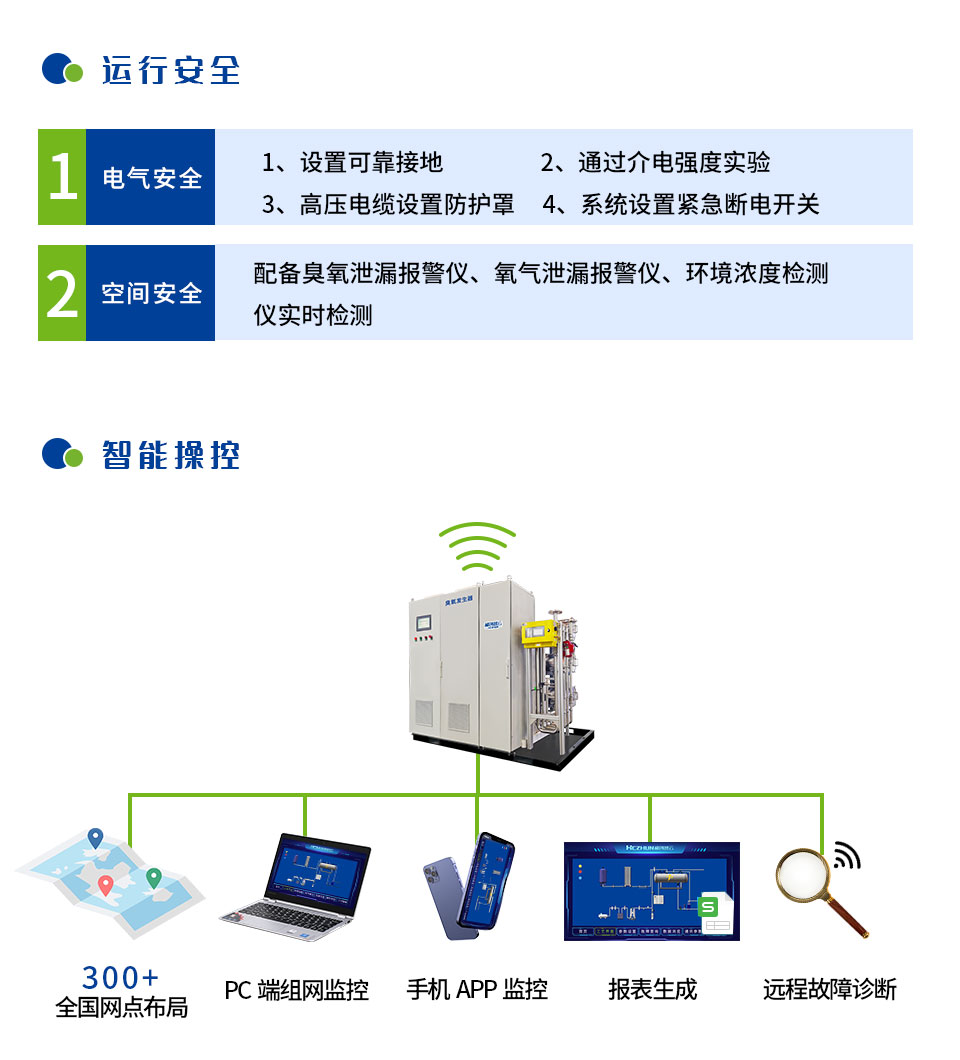 运行安全
1
电气安全
1、设置可靠接地 2、通过介电强度实验
3、高压电缆设置防护罩 4、系统设置紧急断电开关
2
空间安全
配备臭氧泄漏报警仪、氧气泄漏报警仪、环境浓度检测
仪实时检测
智能操控
臭氧发生器
S
300+
全国网点布局
PC 端组网监控
手机 APP 监控
报表生成
远程故障诊断